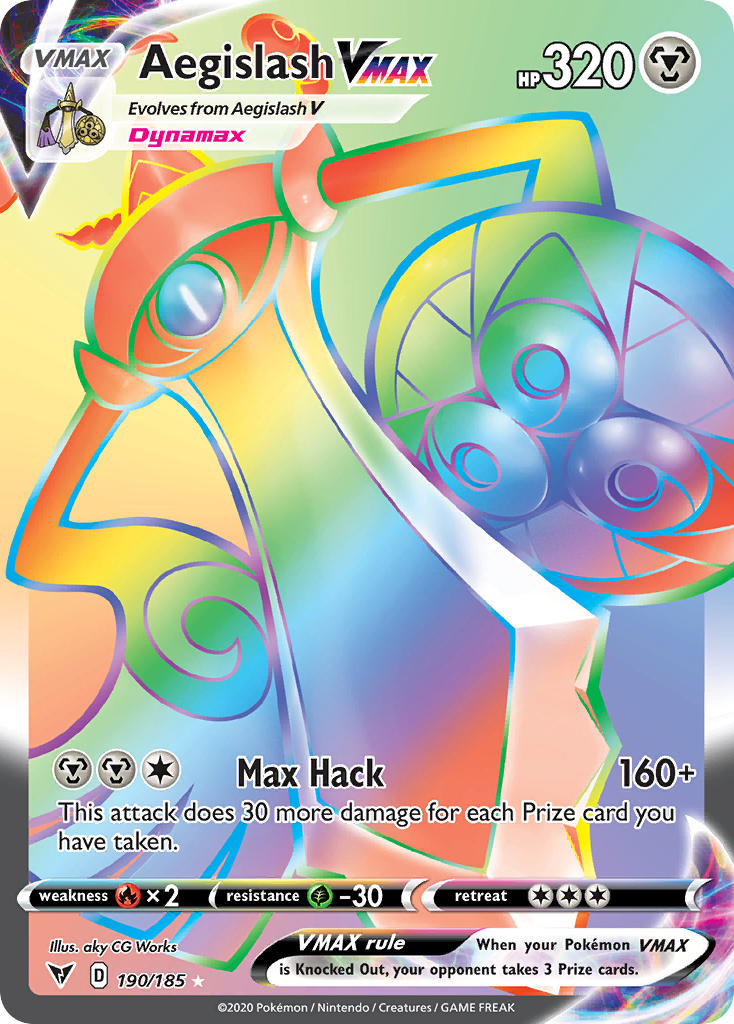 VMAX
Aegislash VMAX
HP 320
Evolves from Aegislash V
Dynamax
Max Hack 160+
This attack does 30 more damage for each Prize card you
have taken.
weakness ×2 resistance -30 retreat
Illus. aky CG Works
VMAX rule When your Pokémon VMAX
is Knocked Out, your opponent takes 3 Prize cards.
D 190/185
©2020 Pokémon / Nintendo / Creatures / GAME FREAK